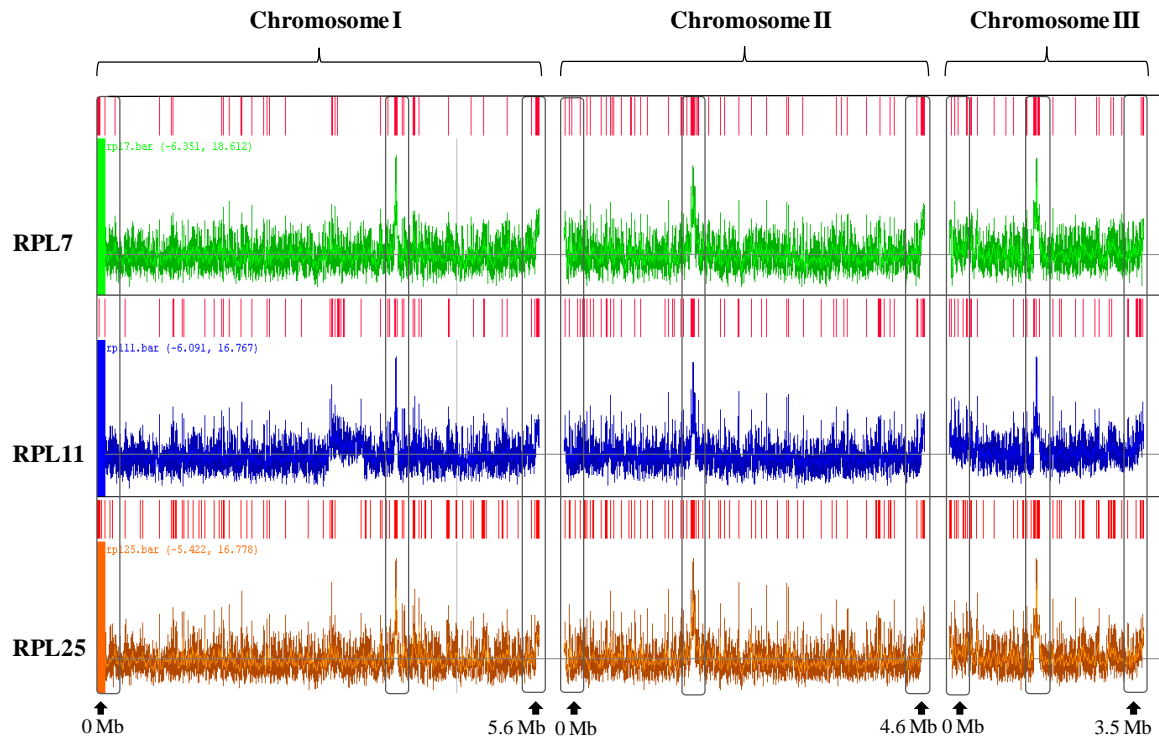 Chromosome I Chromosome II Chromosome III
rpl7.bar (-6.351, 18.612)
RPL7
rpl11.bar (-6.091, 16.767)
RPL11
rpl25.bar (-5.422, 16.778)
RPL25
0 Mb 5.6 Mb 0 Mb 4.6 Mb 0 Mb 3.5 Mb